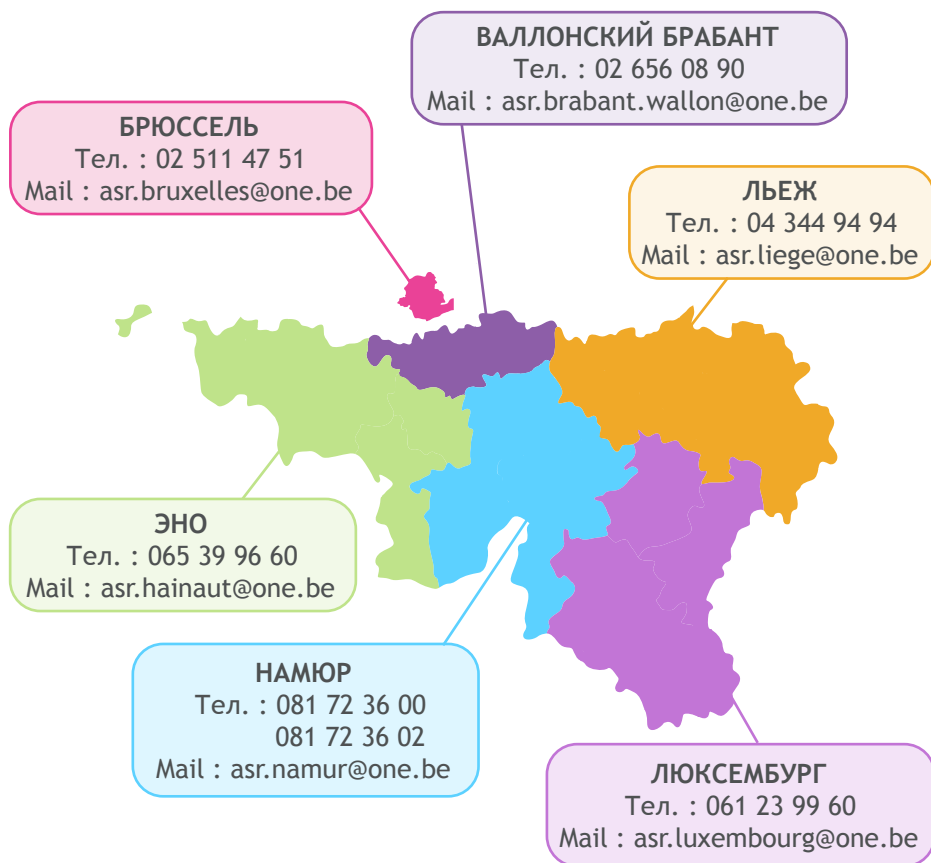 ВАЛЛОНСКИЙ БРАБАНТ
Тел. : 02 656 08 90
Mail : asr.brabant.wallon@one.be
БРЮССЕЛЬ
Тел. : 02 511 47 51
Mail : asr.bruxelles@one.be
ЛЬЕЖ
Тел. : 04 344 94 94
Mail : asr.liege@one.be
ЭНО
Тел. : 065 39 96 60
Mail : asr.hainaut@one.be
НАМЮР
Тел. : 081 72 36 00
081 72 36 02
Mail : asr.namur@one.be
ЛЮКСЕМБУРГ
Тел. : 061 23 99 60
Mail : asr.luxembourg@one.be